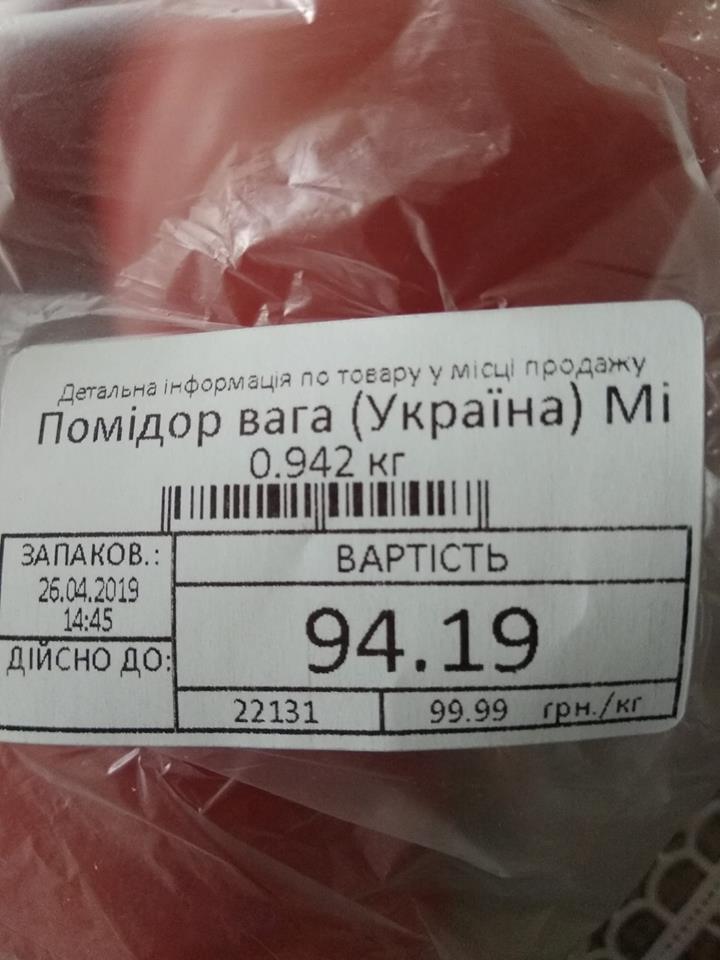 Детальна інформація по товару у місці продажу
Помідор вага (Україна) Мі
0.942 кг
ЗАПАКОВ.:
26.04.2019
14:45
ДІЙСНО ДО:
ВАРТІСТЬ
94.19
22131
99.99 грн./кг